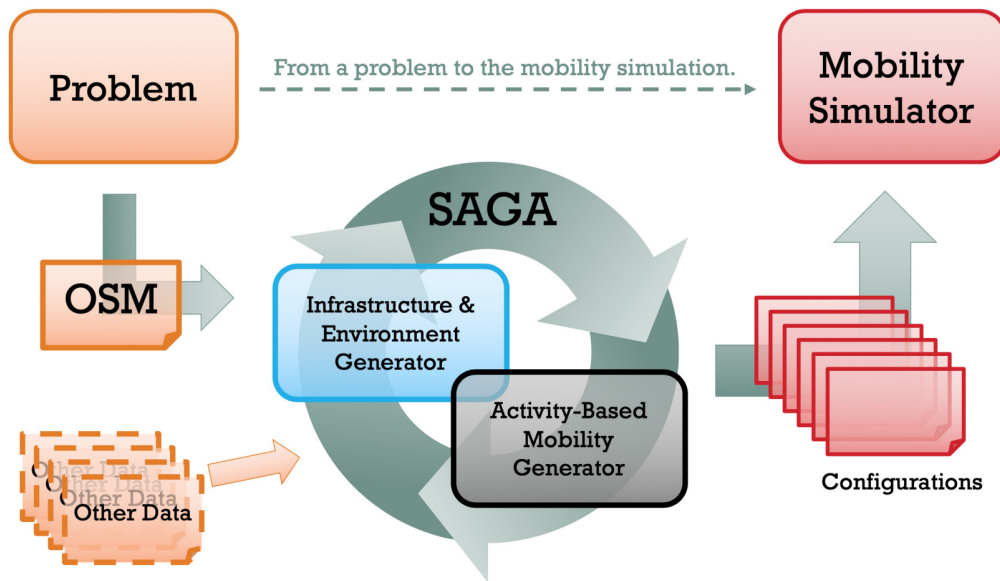 Problem
From a problem to the mobility simulation.
Mobility
Simulator
SAGA
OSM
Infrastructure &
Environment
Generator
Activity-Based
Mobility
Generator
Other Data
Other Data
Other Data
Other Data
Configurations